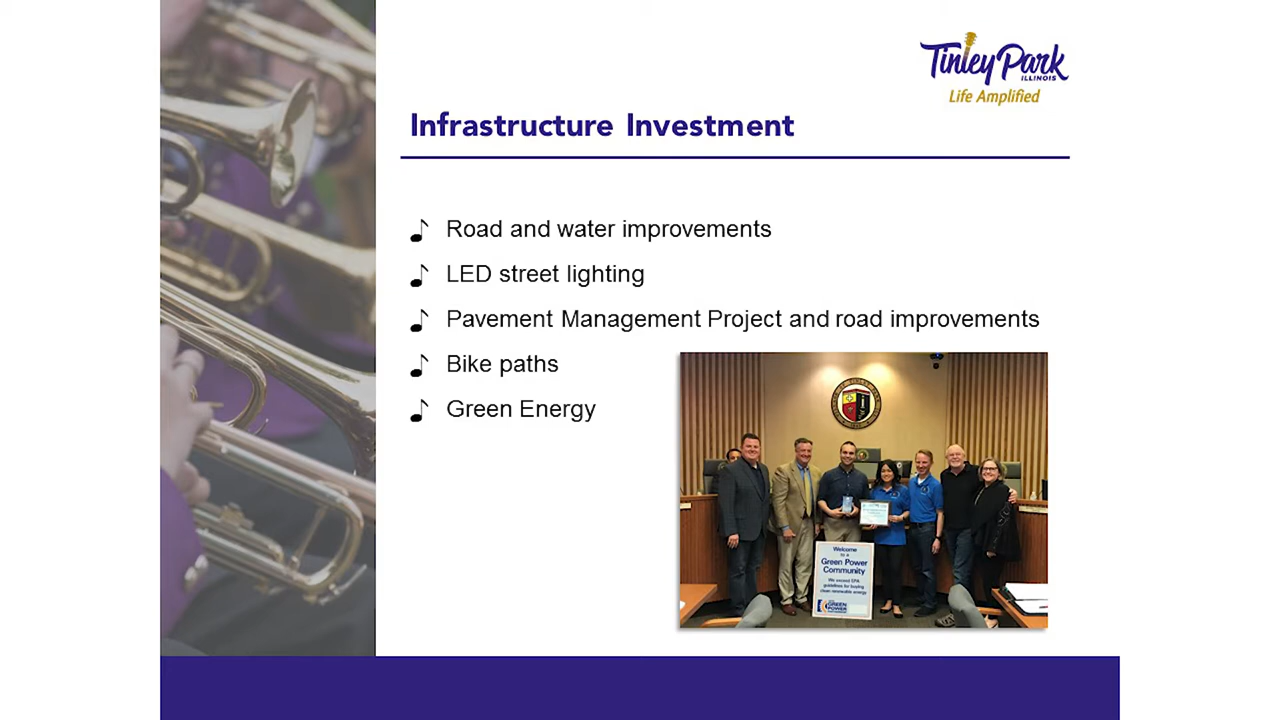 Tinley Park
ILLINOIS
Life Amplified
Infrastructure Investment
Road and water improvements
LED street lighting
Pavement Management Project and road improvements
Bike paths
Green Energy
Welcome
to a
Green Power
Community
We exceed EPA
guidelines for buying
clean renewable energy
GREEN
POWER